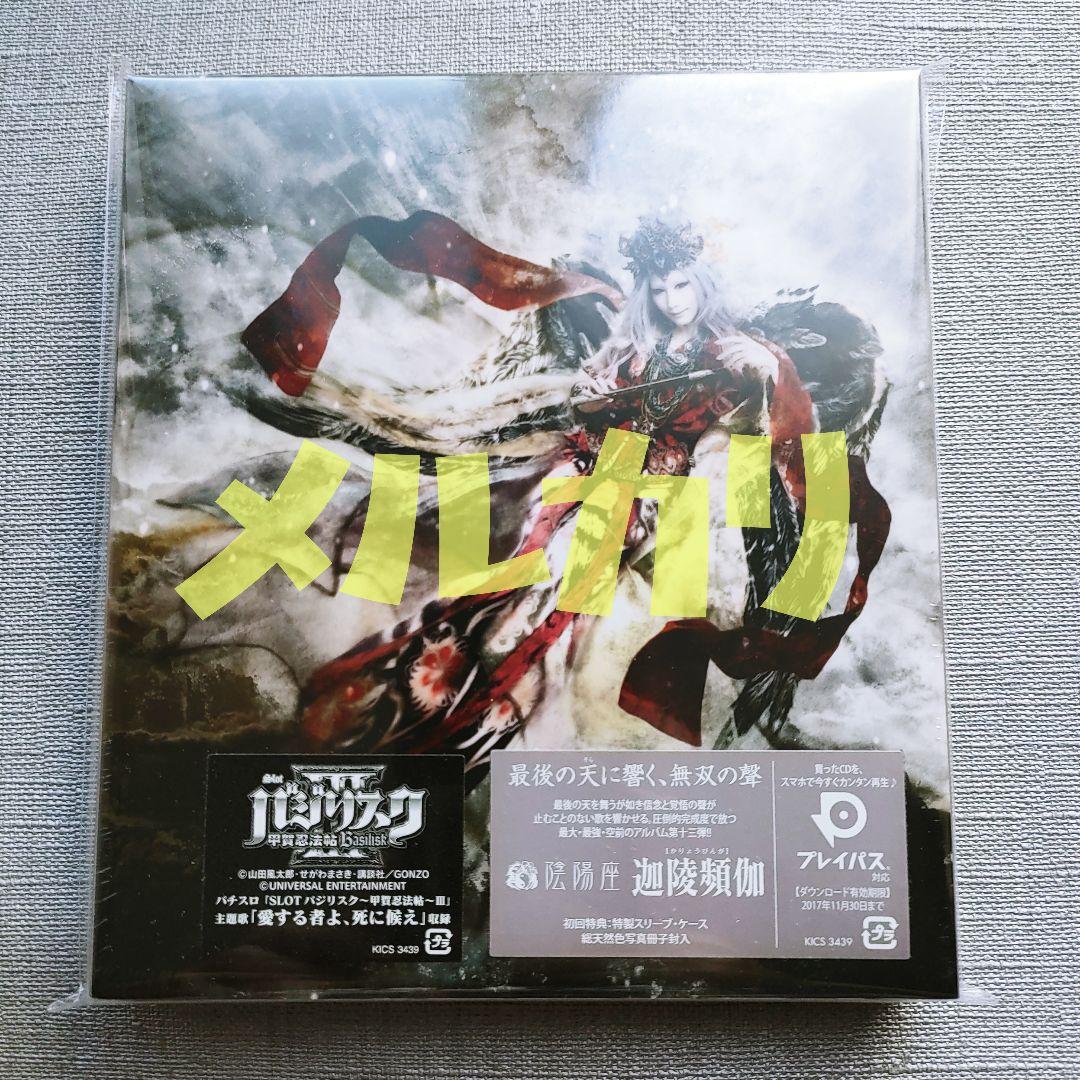 メルカリ
Slot
バジリスク
甲賀忍法帖 Basilisk
III
©山田風太郎・せがわまさき・講談社／GONZO
©UNIVERSAL ENTERTAINMENT
パチスロ「SLOT バジリスク～甲賀忍法帖～III」
主題歌「愛する者よ、死に候え」収録
KICS 3439
プラ
そら
最後の天に響く、無双の聲
最後の天を舞うが如き信念と覚悟の聲が
止むことのない歌を響かせる。圧倒的完成度で放つ
最大・最強・空前のアルバム第十三弾!!
【かりょうびんが】
陰陽座 迦陵頻伽
初回特典：特製スリーブ・ケース
総天然色写真冊子封入
買ったCDを、
スマホで今すぐカンタン再生♪
プレイパス®
対応
【ダウンロード有効期限】
2017年11月30日まで
KICS 3439
プラ